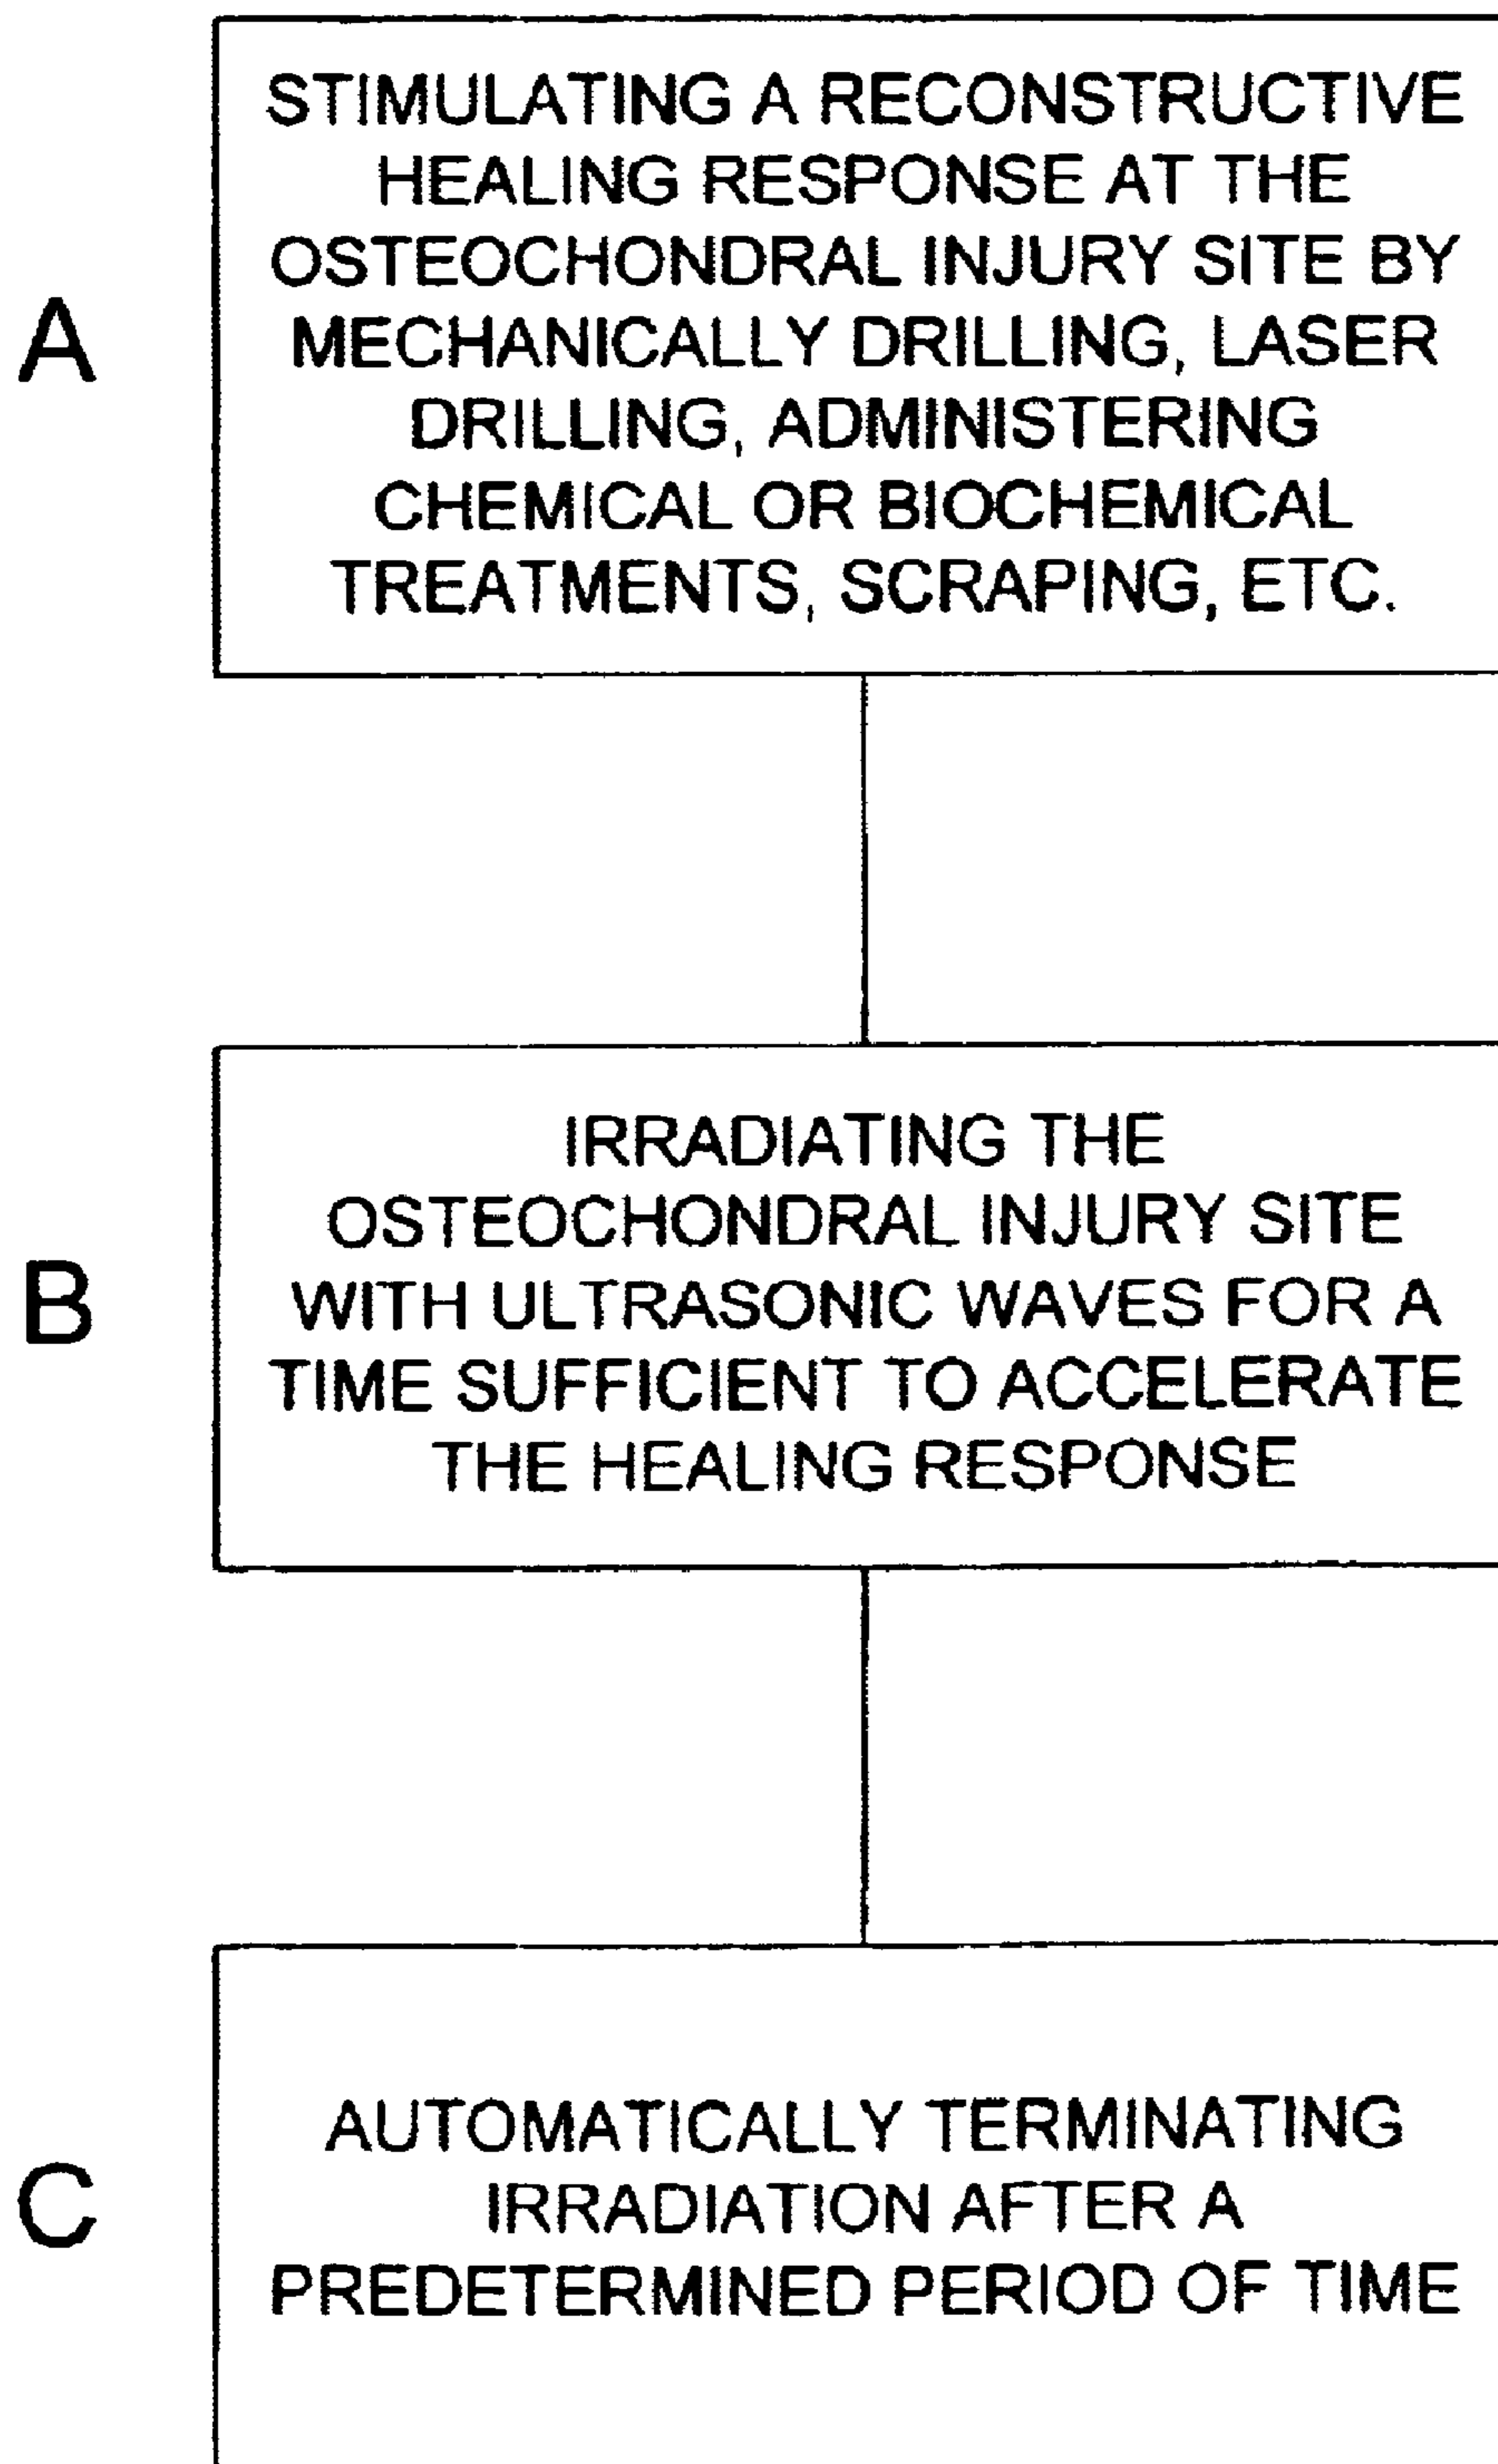 STIMULATING A RECONSTRUCTIVE
HEALING RESPONSE AT THE
OSTEOCHONDRAL INJURY SITE BY
A
MECHANICALLY DRILLING, LASER
DRILLING, ADMINISTERING
CHEMICAL OR BIOCHEMICAL
TREATMENTS, SCRAPING, ETC.
IRRADIATING THE
OSTEOCHONDRAL INJURY SITE
B
WITH ULTRASONIC WAVES FOR A
TIME SUFFICIENT TO ACCELERATE
THE HEALING RESPONSE
AUTOMATICALLY TERMINATING
C
IRRADIATION AFTER A
PREDETERMINED PERIOD OF TIME